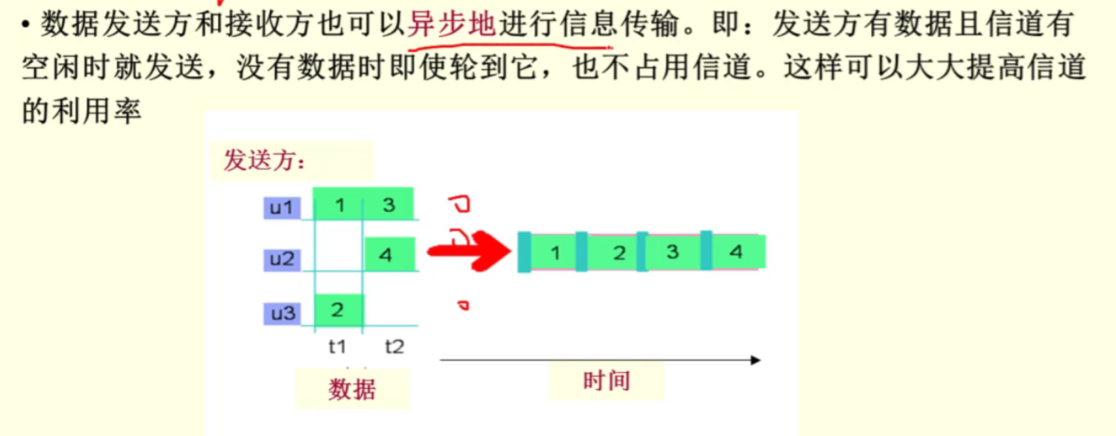 • 数据发送方和接收方也可以异步地进行信息传输。即：发送方有数据且信道有
空闲时就发送，没有数据时即使轮到它，也不占用信道。这样可以大大提高信道
的利用率
发送方：
u1 1 3
u2 4
u3 2
t1 t2
数据
1 2 3 4
时间